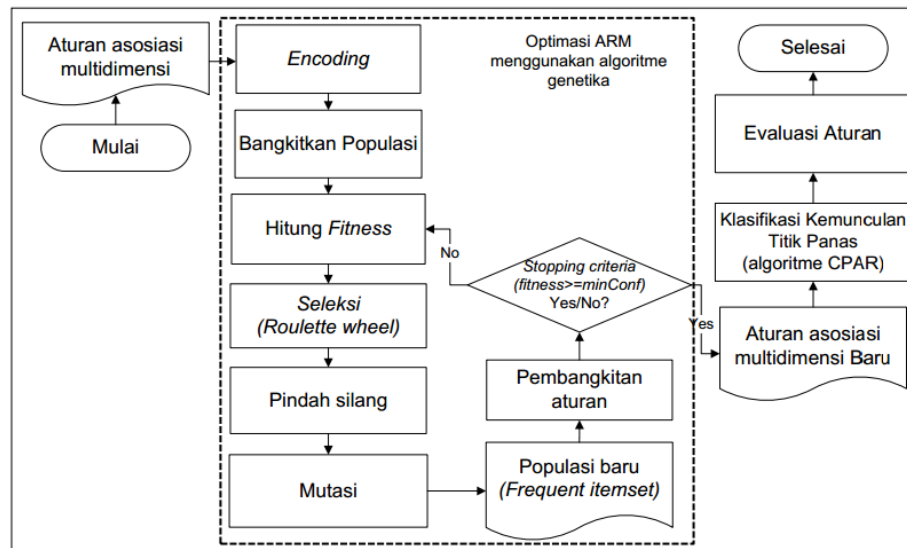 Aturan asosiasi
multidimensi
Mulai
Optimasi ARM
menggunakan algoritme
genetika
Encoding
Bangkitkan Populasi
Hitung Fitness
Seleksi
(Roulette wheel)
Pindah silang
Mutasi
Populasi baru
(Frequent itemset)
Pembangkitan
aturan
Stopping criteria
(fitness>=minConf)
Yes/No?
No
Yes
Aturan asosiasi
multidimensi Baru
Klasifikasi Kemunculan
Titik Panas
(algoritme CPAR)
Evaluasi Aturan
Selesai